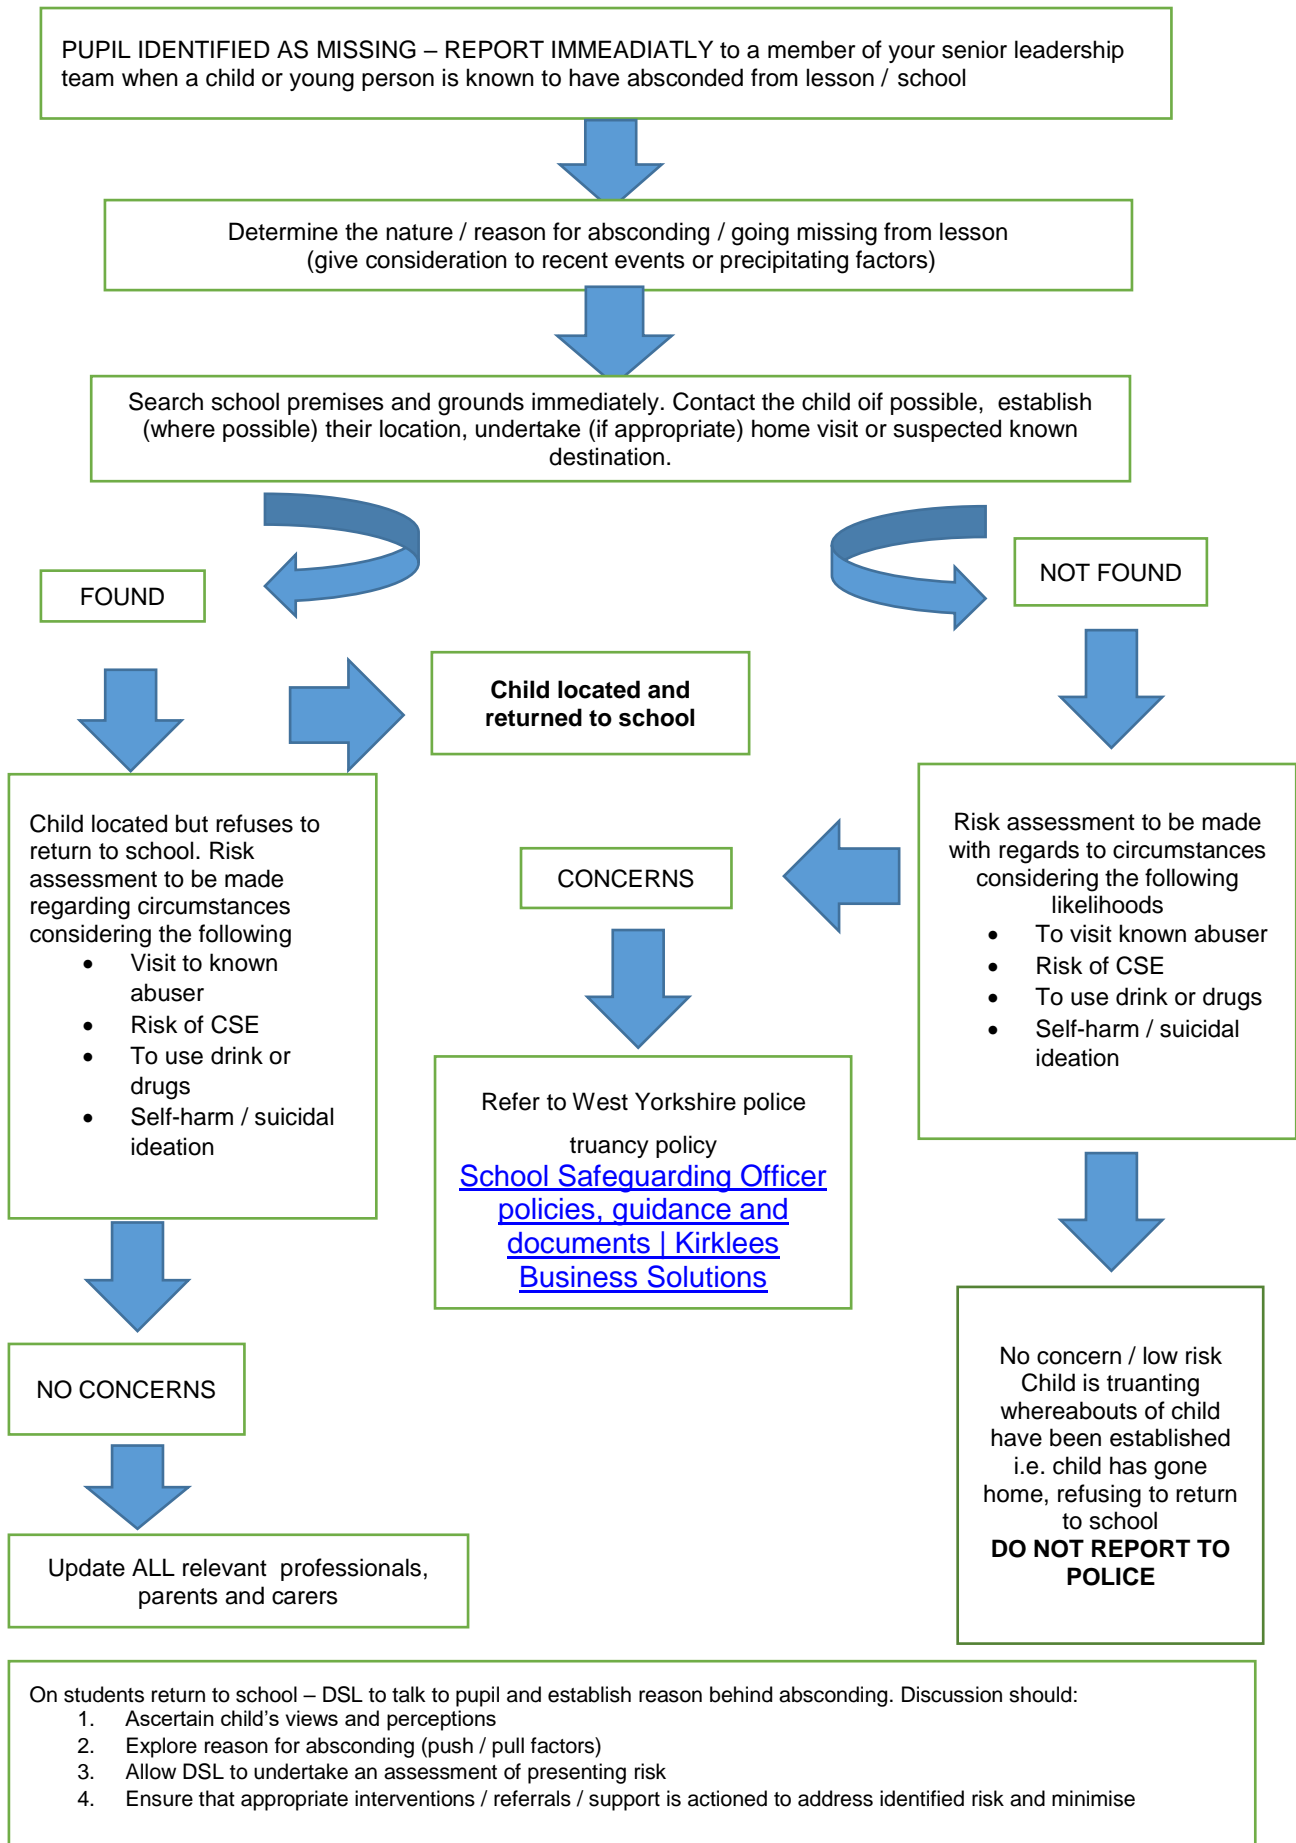 PUPIL IDENTIFIED AS MISSING – REPORT IMMEADIATLY to a member of your senior leadership
team when a child or young person is known to have absconded from lesson / school
Determine the nature / reason for absconding / going missing from lesson
(give consideration to recent events or precipitating factors)
Search school premises and grounds immediately. Contact the child oif possible, establish
(where possible) their location, undertake (if appropriate) home visit or suspected known
destination.
FOUND
NOT FOUND
Child located and
returned to school
Child located but refuses to
return to school. Risk
assessment to be made
regarding circumstances
considering the following
• Visit to known
abuser
• Risk of CSE
• To use drink or
drugs
• Self-harm / suicidal
ideation
CONCERNS
Risk assessment to be made
with regards to circumstances
considering the following
likelihoods
• To visit known abuser
• Risk of CSE
• To use drink or drugs
• Self-harm / suicidal
ideation
Refer to West Yorkshire police
truancy policy
School Safeguarding Officer
policies, guidance and
documents | Kirklees
Business Solutions
NO CONCERNS
No concern / low risk
Child is truanting
whereabouts of child
have been established
i.e. child has gone
home, refusing to return
to school
DO NOT REPORT TO
POLICE
Update ALL relevant professionals,
parents and carers
On students return to school – DSL to talk to pupil and establish reason behind absconding. Discussion should:
1. Ascertain child’s views and perceptions
2. Explore reason for absconding (push / pull factors)
3. Allow DSL to undertake an assessment of presenting risk
4. Ensure that appropriate interventions / referrals / support is actioned to address identified risk and minimise